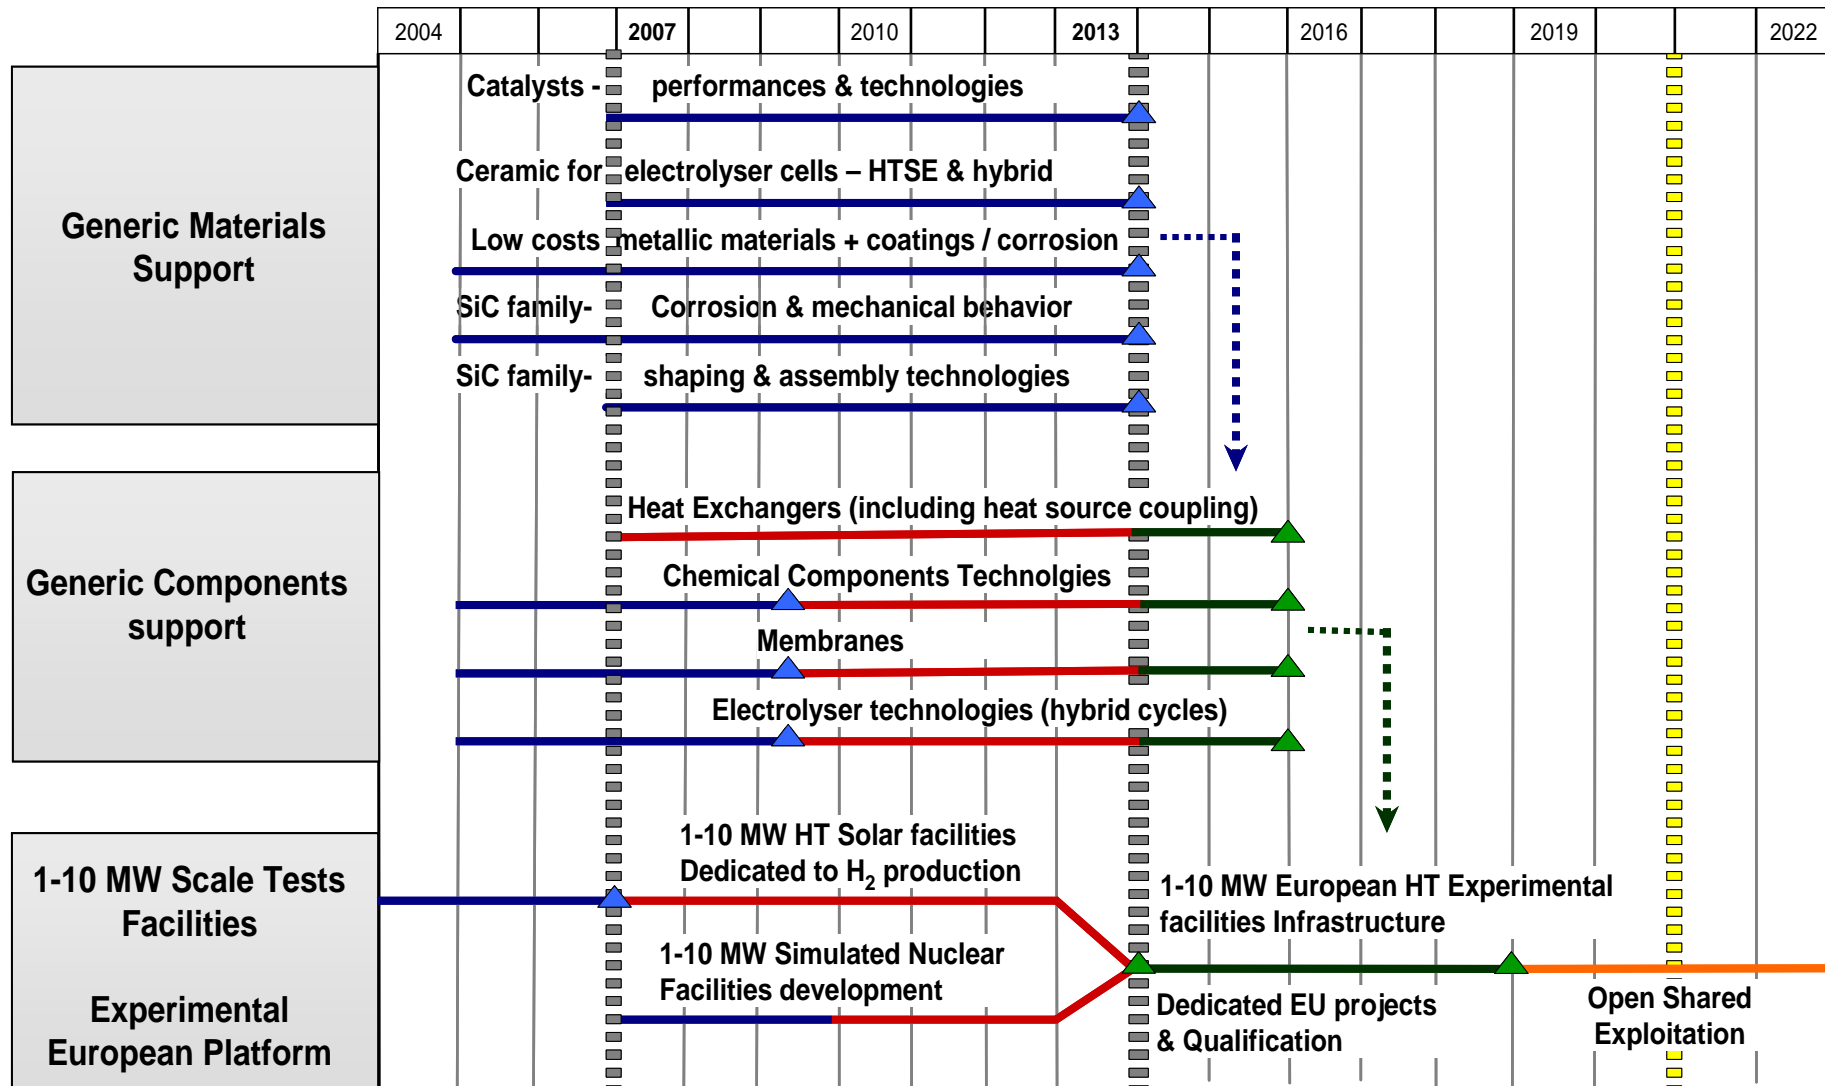 2004 2007 2010 2013 2016 2019 2022
Generic Materials
Support
Catalysts - performances & technologies
Ceramic for electrolyser cells – HTSE & hybrid
Low costs metallic materials + coatings / corrosion
SiC family- Corrosion & mechanical behavior
SiC family- shaping & assembly technologies
Generic Components
support
Heat Exchangers (including heat source coupling)
Chemical Components Technolgies
Membranes
Electrolyser technologies (hybrid cycles)
1-10 MW Scale Tests
Facilities
Experimental
European Platform
1-10 MW HT Solar facilities
Dedicated to H₂ production
1-10 MW Simulated Nuclear
Facilities development
1-10 MW European HT Experimental
facilities Infrastructure
Dedicated EU projects
& Qualification
Open Shared
Exploitation